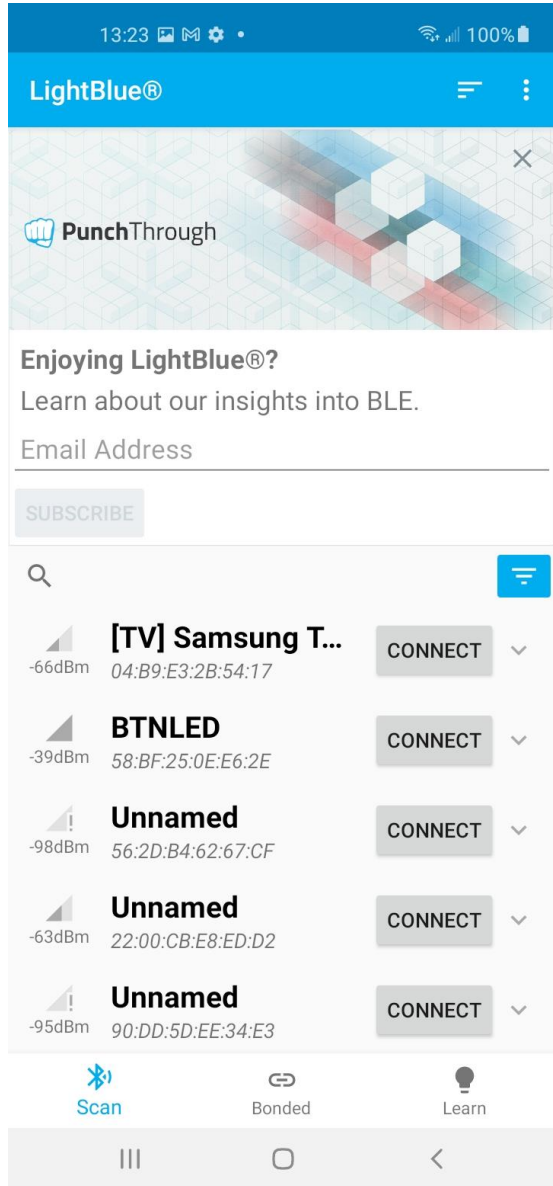 13:23 100%
LightBlue®
PunchThrough
Enjoying LightBlue®?
Learn about our insights into BLE.
Email Address
SUBSCRIBE
[TV] Samsung T... CONNECT
-66dBm 04:B9:E3:2B:54:17
BTNLED CONNECT
-39dBm 58:BF:25:0E:E6:2E
Unnamed CONNECT
-98dBm 56:2D:B4:62:67:CF
Unnamed CONNECT
-63dBm 22:00:CB:E8:ED:D2
Unnamed CONNECT
-95dBm 90:DD:5D:EE:34:E3
Scan Bonded Learn